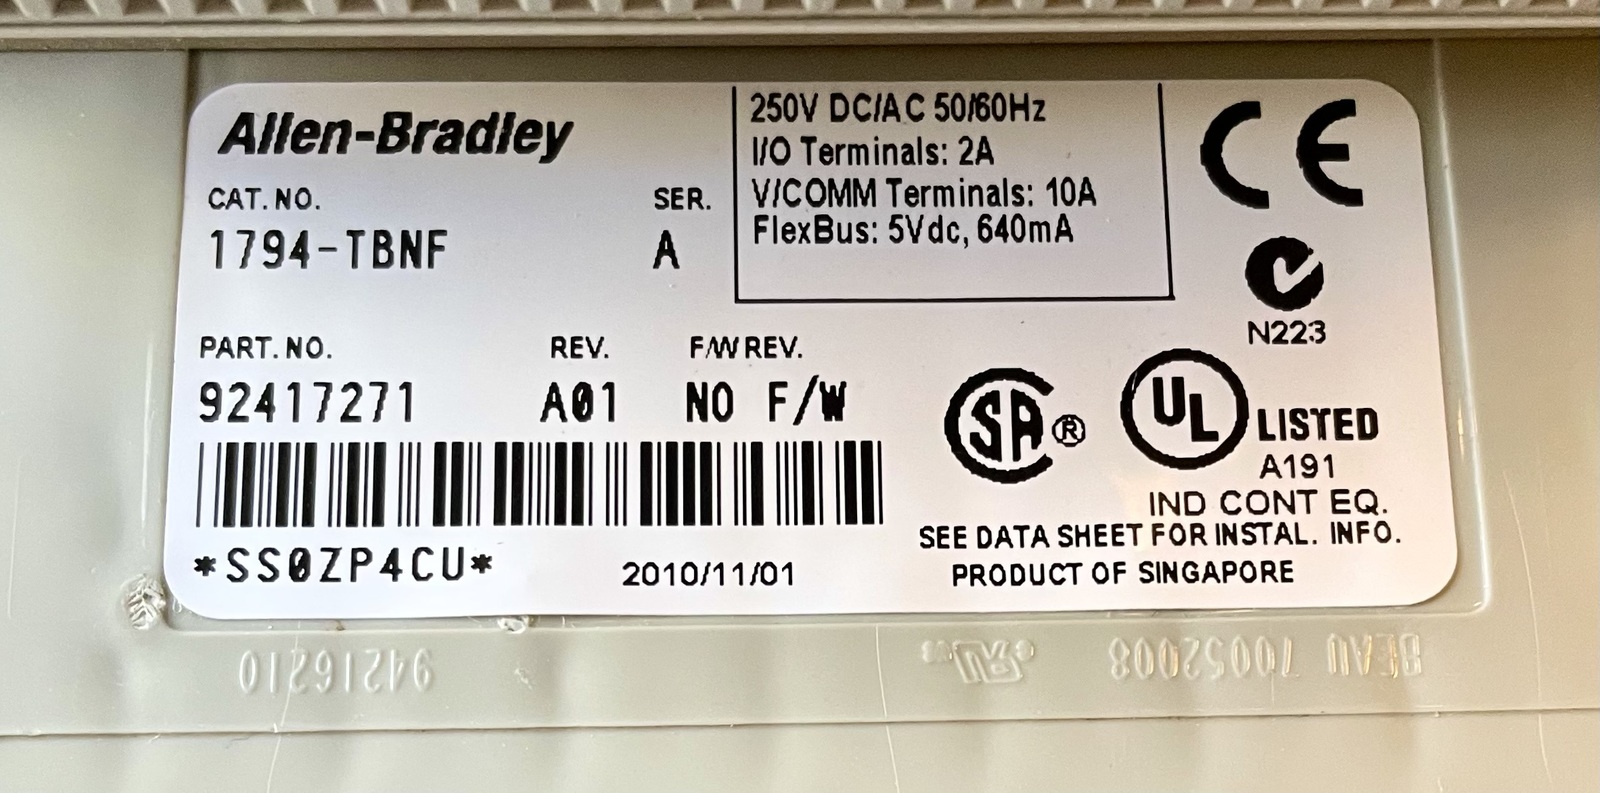 Allen-Bradley
CAT. NO.
SER.
1794-TBNF
A
250V DC/AC 50/60Hz
I/O Terminals: 2A
V/COMM Terminals: 10A
FlexBus: 5Vdc, 640mA
CE
N223
PART. NO.
REV.
F/W REV.
92417271
A01
NO F/W
SA®
UL
LISTED
A191
IND CONT EQ.
SEE DATA SHEET FOR INSTAL. INFO.
PRODUCT OF SINGAPORE
*SS0ZP4CU*
2010/11/01
94216210
BEAU 70052008